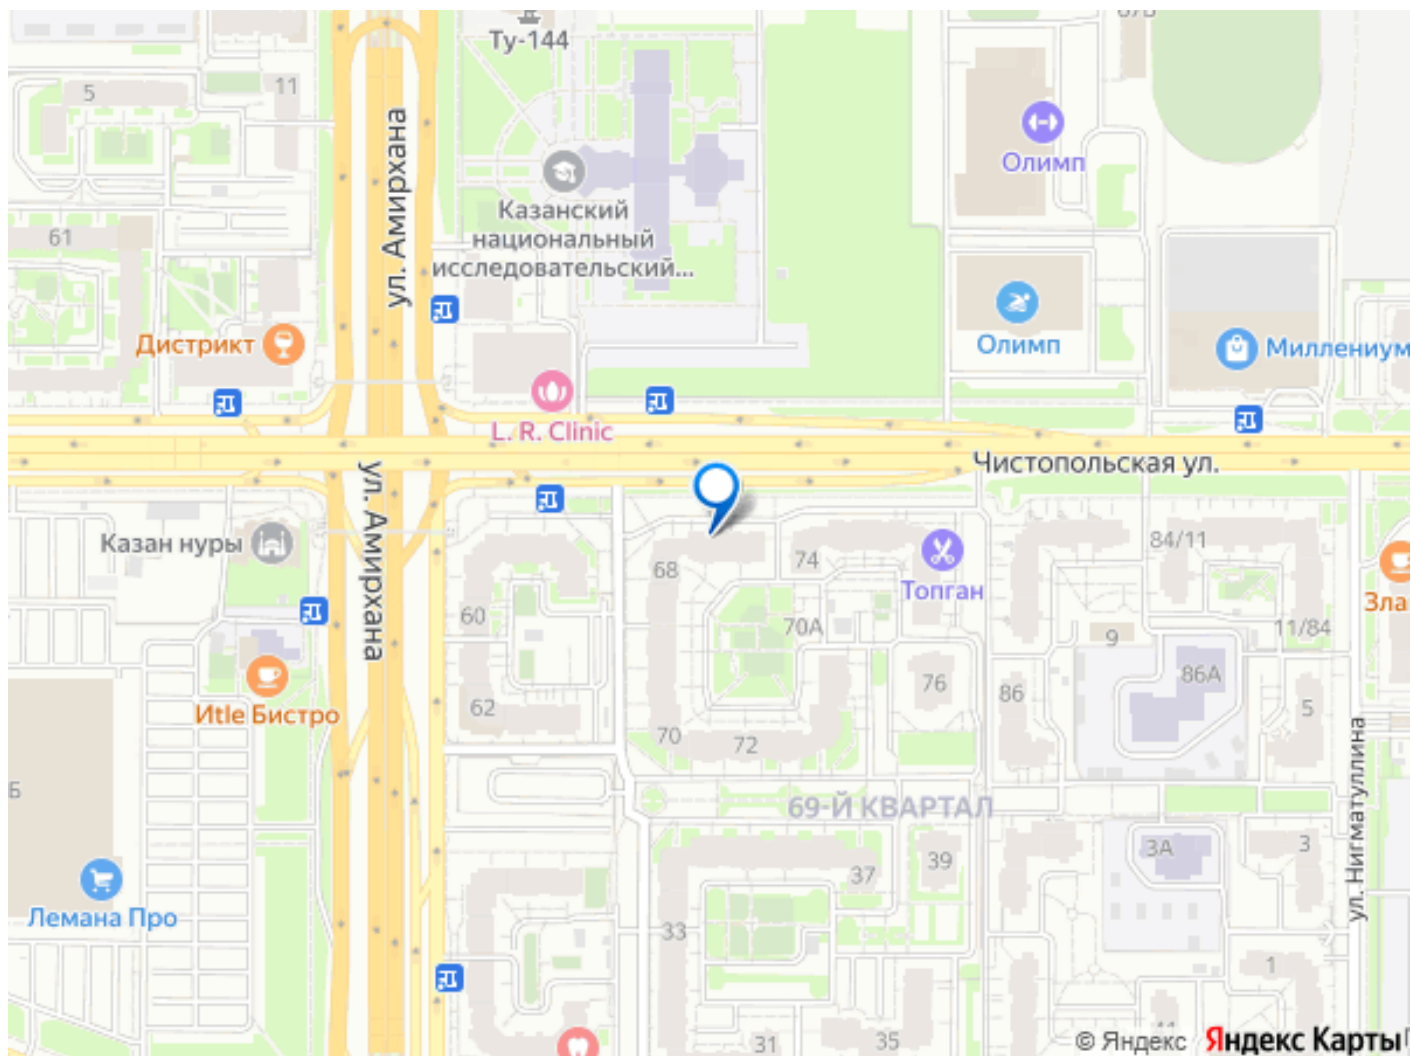 Ту-144
5
11
ул. Амирхана
Олимп
Казанский
национальный
исследовательский...
61
Дистрикт
Олимп
Миллениум
L. R. Clinic
Чистопольская ул.
ул. Амирхана
Казан нуры
68
74
Топган
84/11
Зла
60
70А
9
11/84
76
86
86А
5
Иtle Бистро
62
70
72
ул. Нигматуллина
69-Й КВАРТАЛ
Б
3А
3
37
39
Лемана Про
33
1
31
35
© Яндекс Яндекс Карты